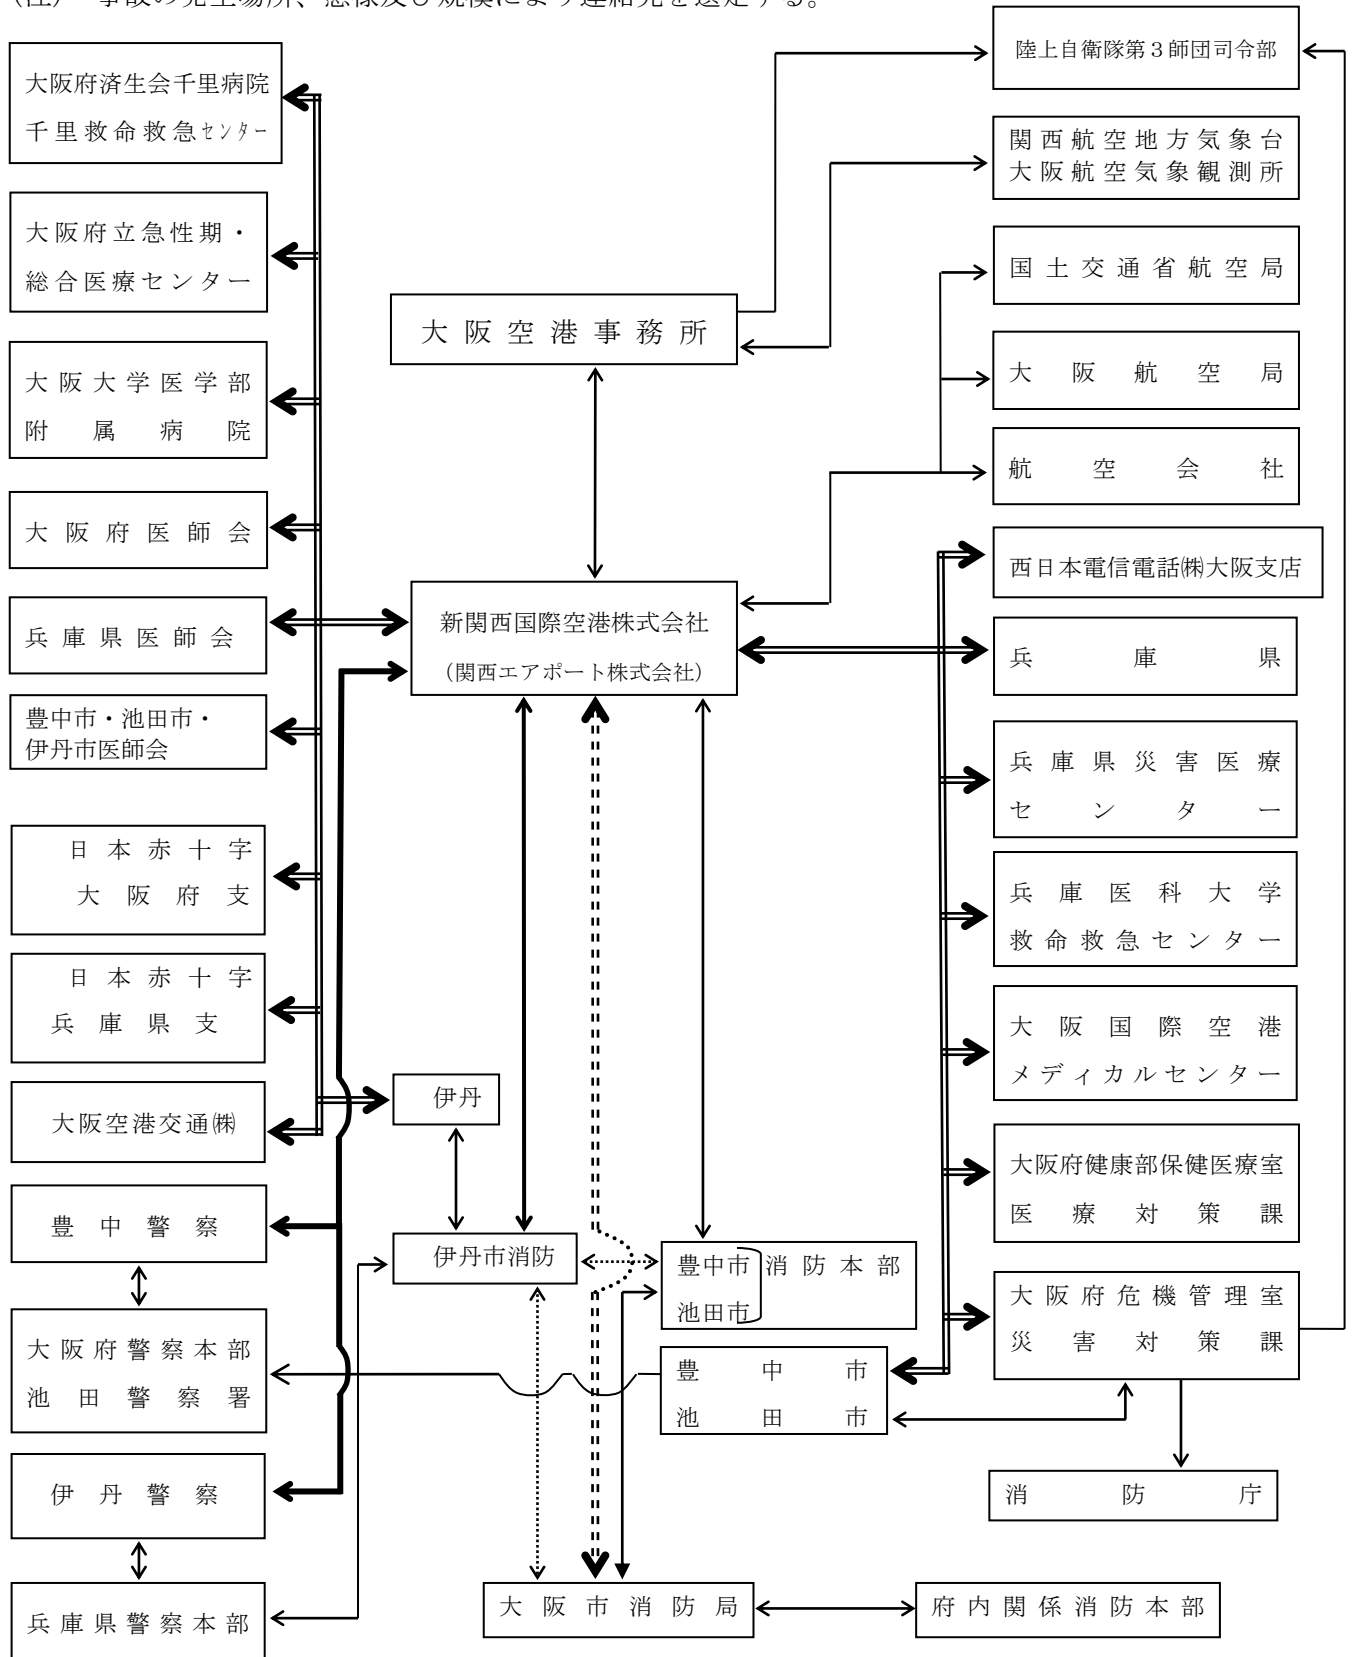 (注) 事故の発生場所、態様及び規模により連絡先を選定する。
大阪府済生会千里病院
千里救命救急センター
大阪府立急性期・
総合医療センター
大阪大学医学部
附属病院
大阪府医師会
兵庫県医師会
豊中市・池田市・
伊丹市医師会
日本赤十字
大阪府支
日本赤十字
兵庫県支
大阪空港交通㈱
豊中警察
大阪府警察本部
池田警察署
伊丹警察
兵庫県警察本部
大阪空港事務所
新関西国際空港株式会社
(関西エアポート株式会社)
伊丹
伊丹市消防
豊中市 消防本部
池田市
豊中市
池田市
大阪市消防局
府内関係消防本部
陸上自衛隊第3師団司令部
関西航空地方気象台
大阪航空気象観測所
国土交通省航空局
大阪航空局
航空会社
西日本電信電話㈱大阪支店
兵庫県
兵庫県災害医療
センター
兵庫医科大学
救命救急センター
大阪国際空港
メディカルセンター
大阪府健康部保健医療室
医療対策課
大阪府危機管理室
災害対策課
消防庁